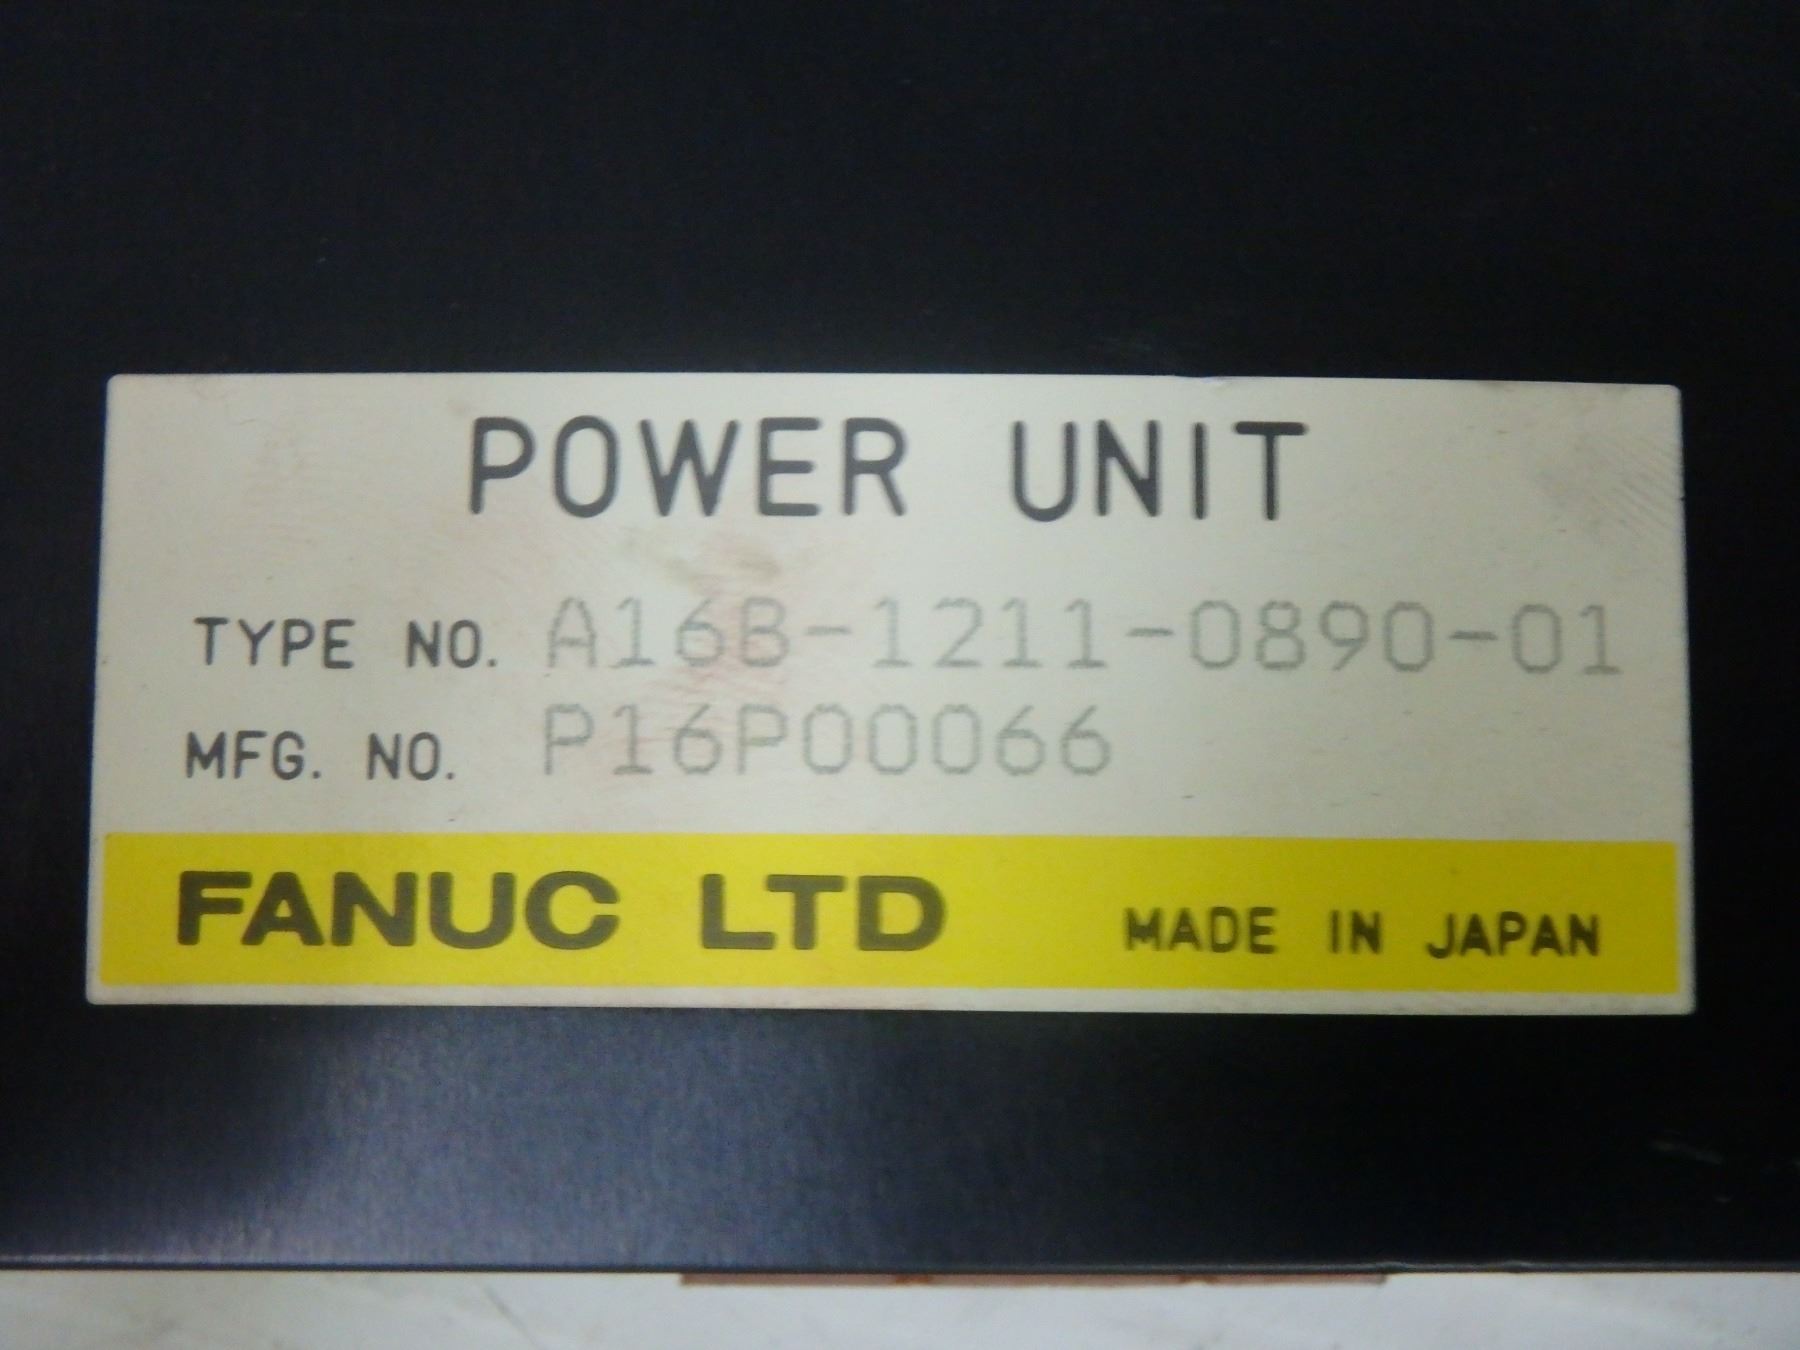 POWER UNIT
TYPE NO. A16B-1211-0890-01
MFG. NO. P16P00066
FANUC LTD MADE IN JAPAN